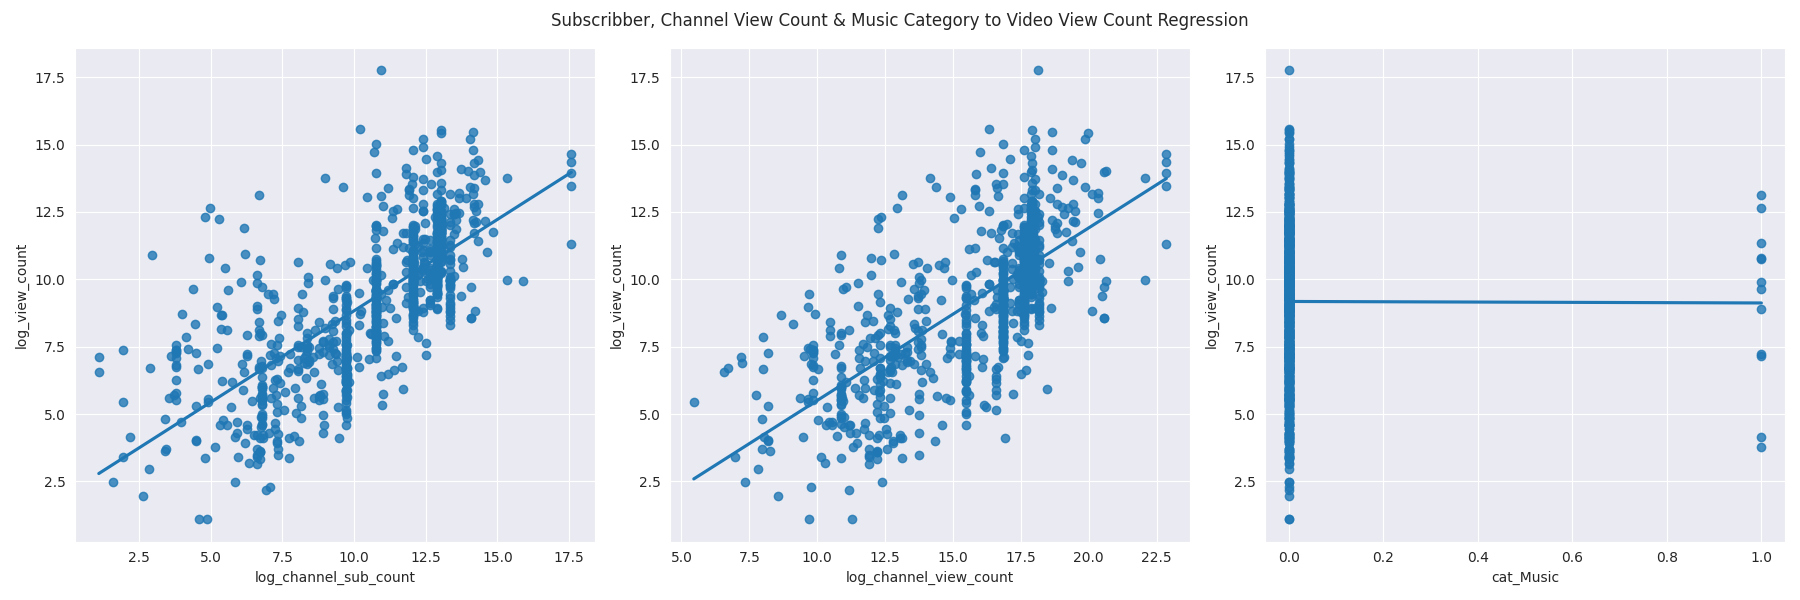 Subscribber, Channel View Count & Music Category to Video View Count Regression
log_view_count
17.5
15.0
12.5
10.0
7.5
5.0
2.5
2.5 5.0 7.5 10.0 12.5 15.0 17.5
log_channel_sub_count
log_view_count
17.5
15.0
12.5
10.0
7.5
5.0
2.5
5.0 7.5 10.0 12.5 15.0 17.5 20.0 22.5
log_channel_view_count
log_view_count
17.5
15.0
12.5
10.0
7.5
5.0
2.5
0.0 0.2 0.4 0.6 0.8 1.0
cat_Music